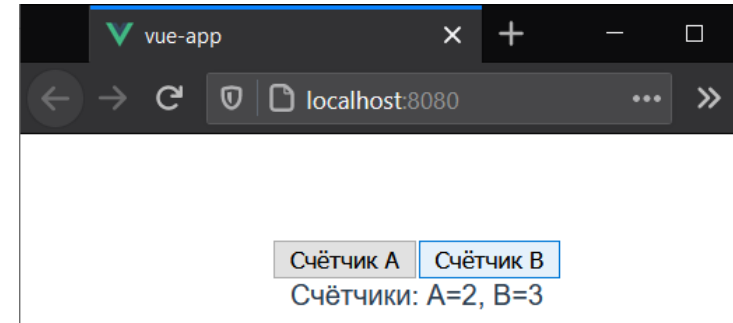 vue-app
localhost:8080
Счётчик A Счётчик B
Счётчики: A=2, B=3